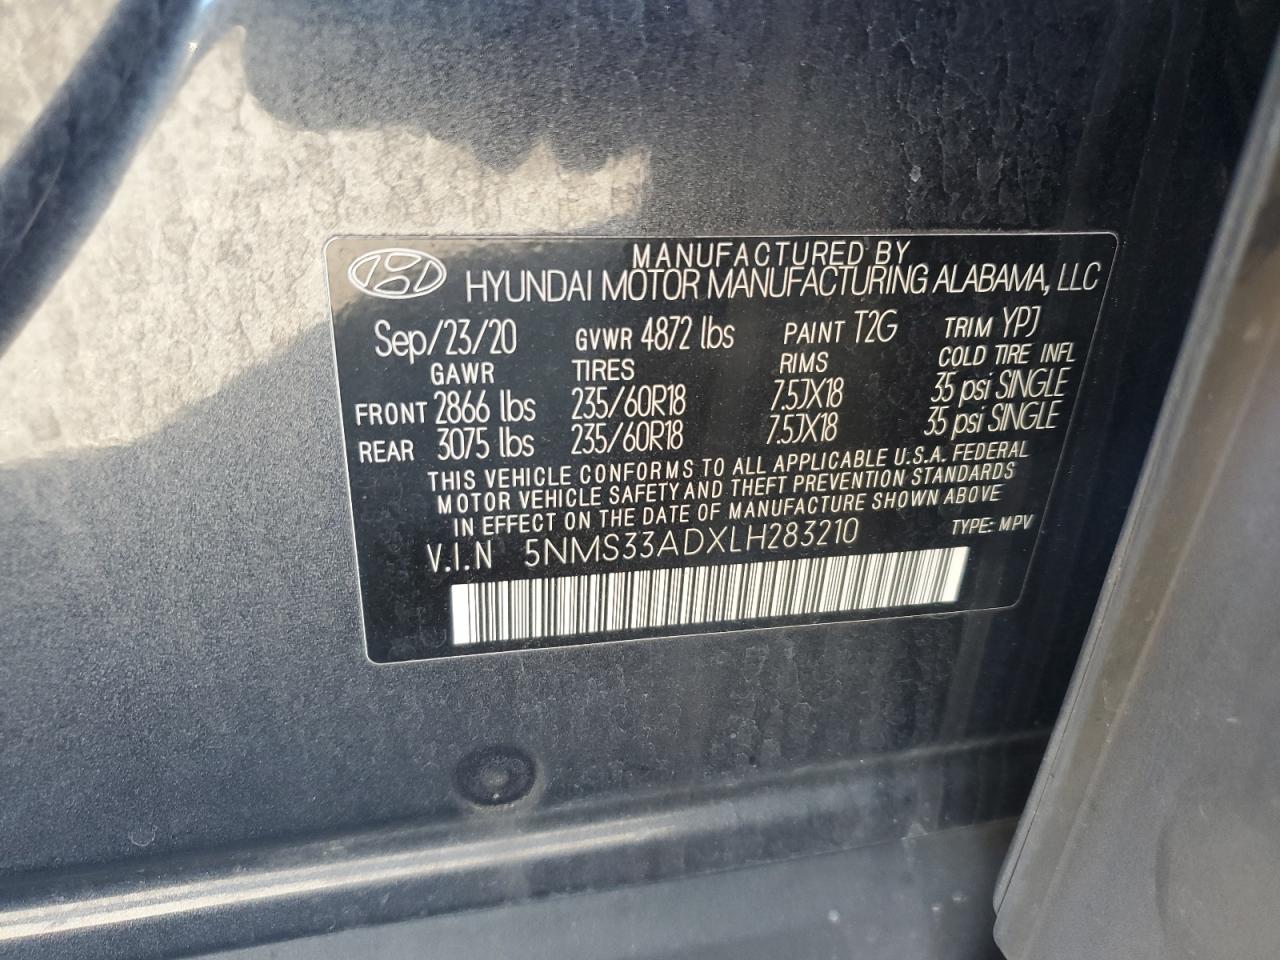 MANUFACTURED BY
HYUNDAI MOTOR MANUFACTURING ALABAMA, LLC
Sep/23/20 GVWR 4872 lbs PAINT T2G TRIM YPJ
GAWR TIRES RIMS COLD TIRE INFL
FRONT 2866 lbs 235/60R18 7.5JX18 35 psi SINGLE
REAR 3075 lbs 235/60R18 7.5JX18 35 psi SINGLE
THIS VEHICLE CONFORMS TO ALL APPLICABLE U.S.A. FEDERAL
MOTOR VEHICLE SAFETY AND THEFT PREVENTION STANDARDS
IN EFFECT ON THE DATE OF MANUFACTURE SHOWN ABOVE
V.I.N 5NMS33ADXLH283210 TYPE: MPV